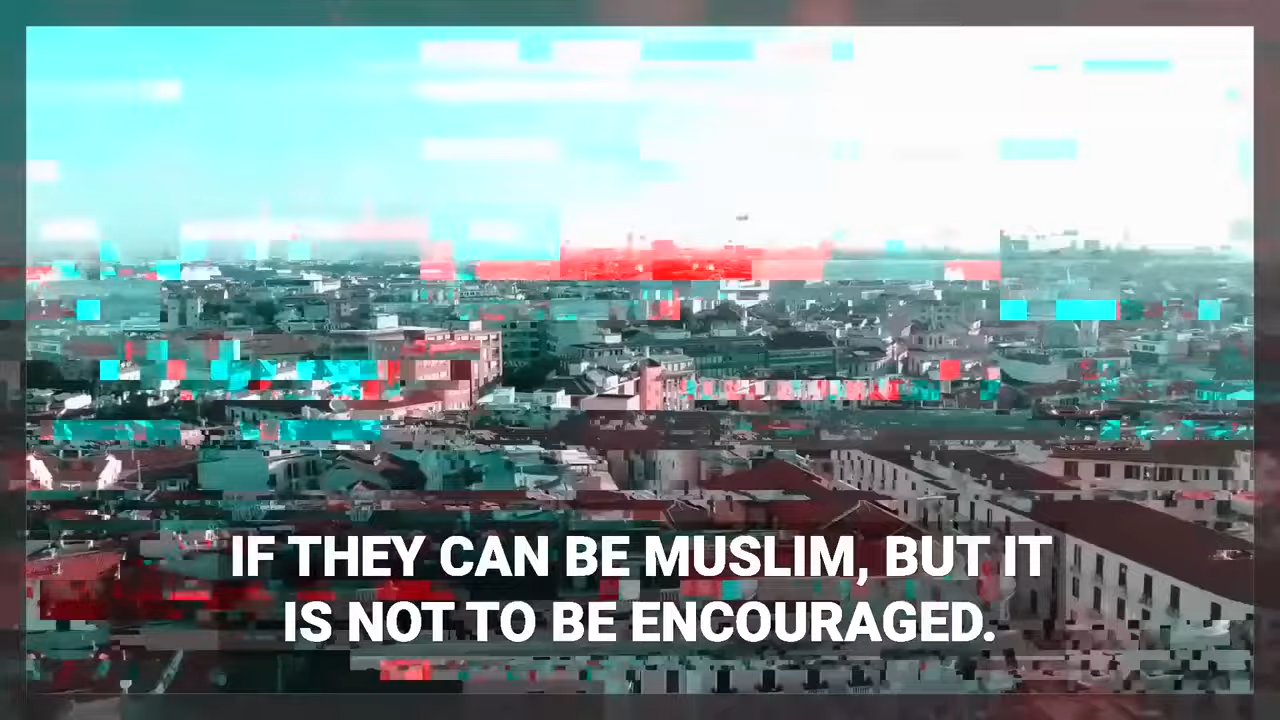 IF THEY CAN BE MUSLIM, BUT IT
IS NOT TO BE ENCOURAGED.